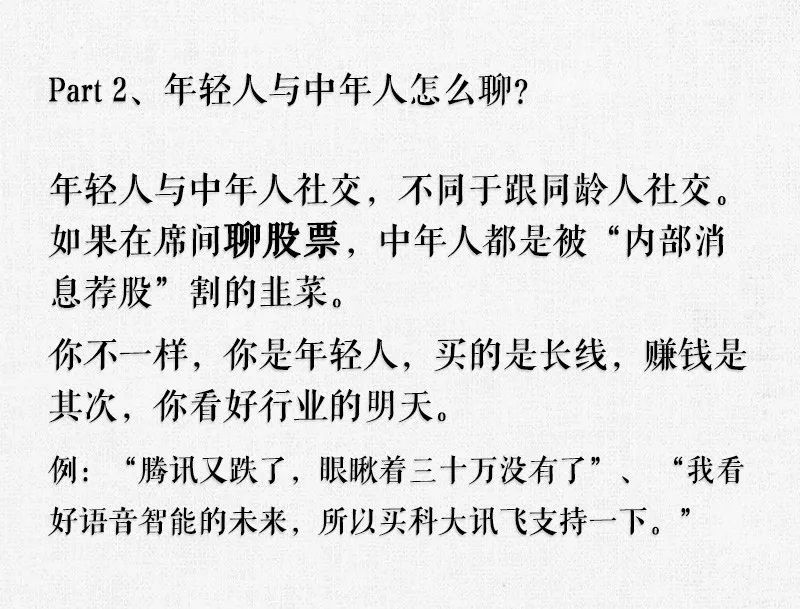 Part 2、年轻人与中年人怎么聊？
年轻人与中年人社交，不同于跟同龄人社交。
如果在席间聊股票，中年人都是被“内部消
息荐股”割的韭菜。
你不一样，你是年轻人，买的是长线，赚钱是
其次，你看好行业的明天。
例：“腾讯又跌了，眼瞅着三十万没有了”、“我看
好语音智能的未来，所以买科大讯飞支持一下。”